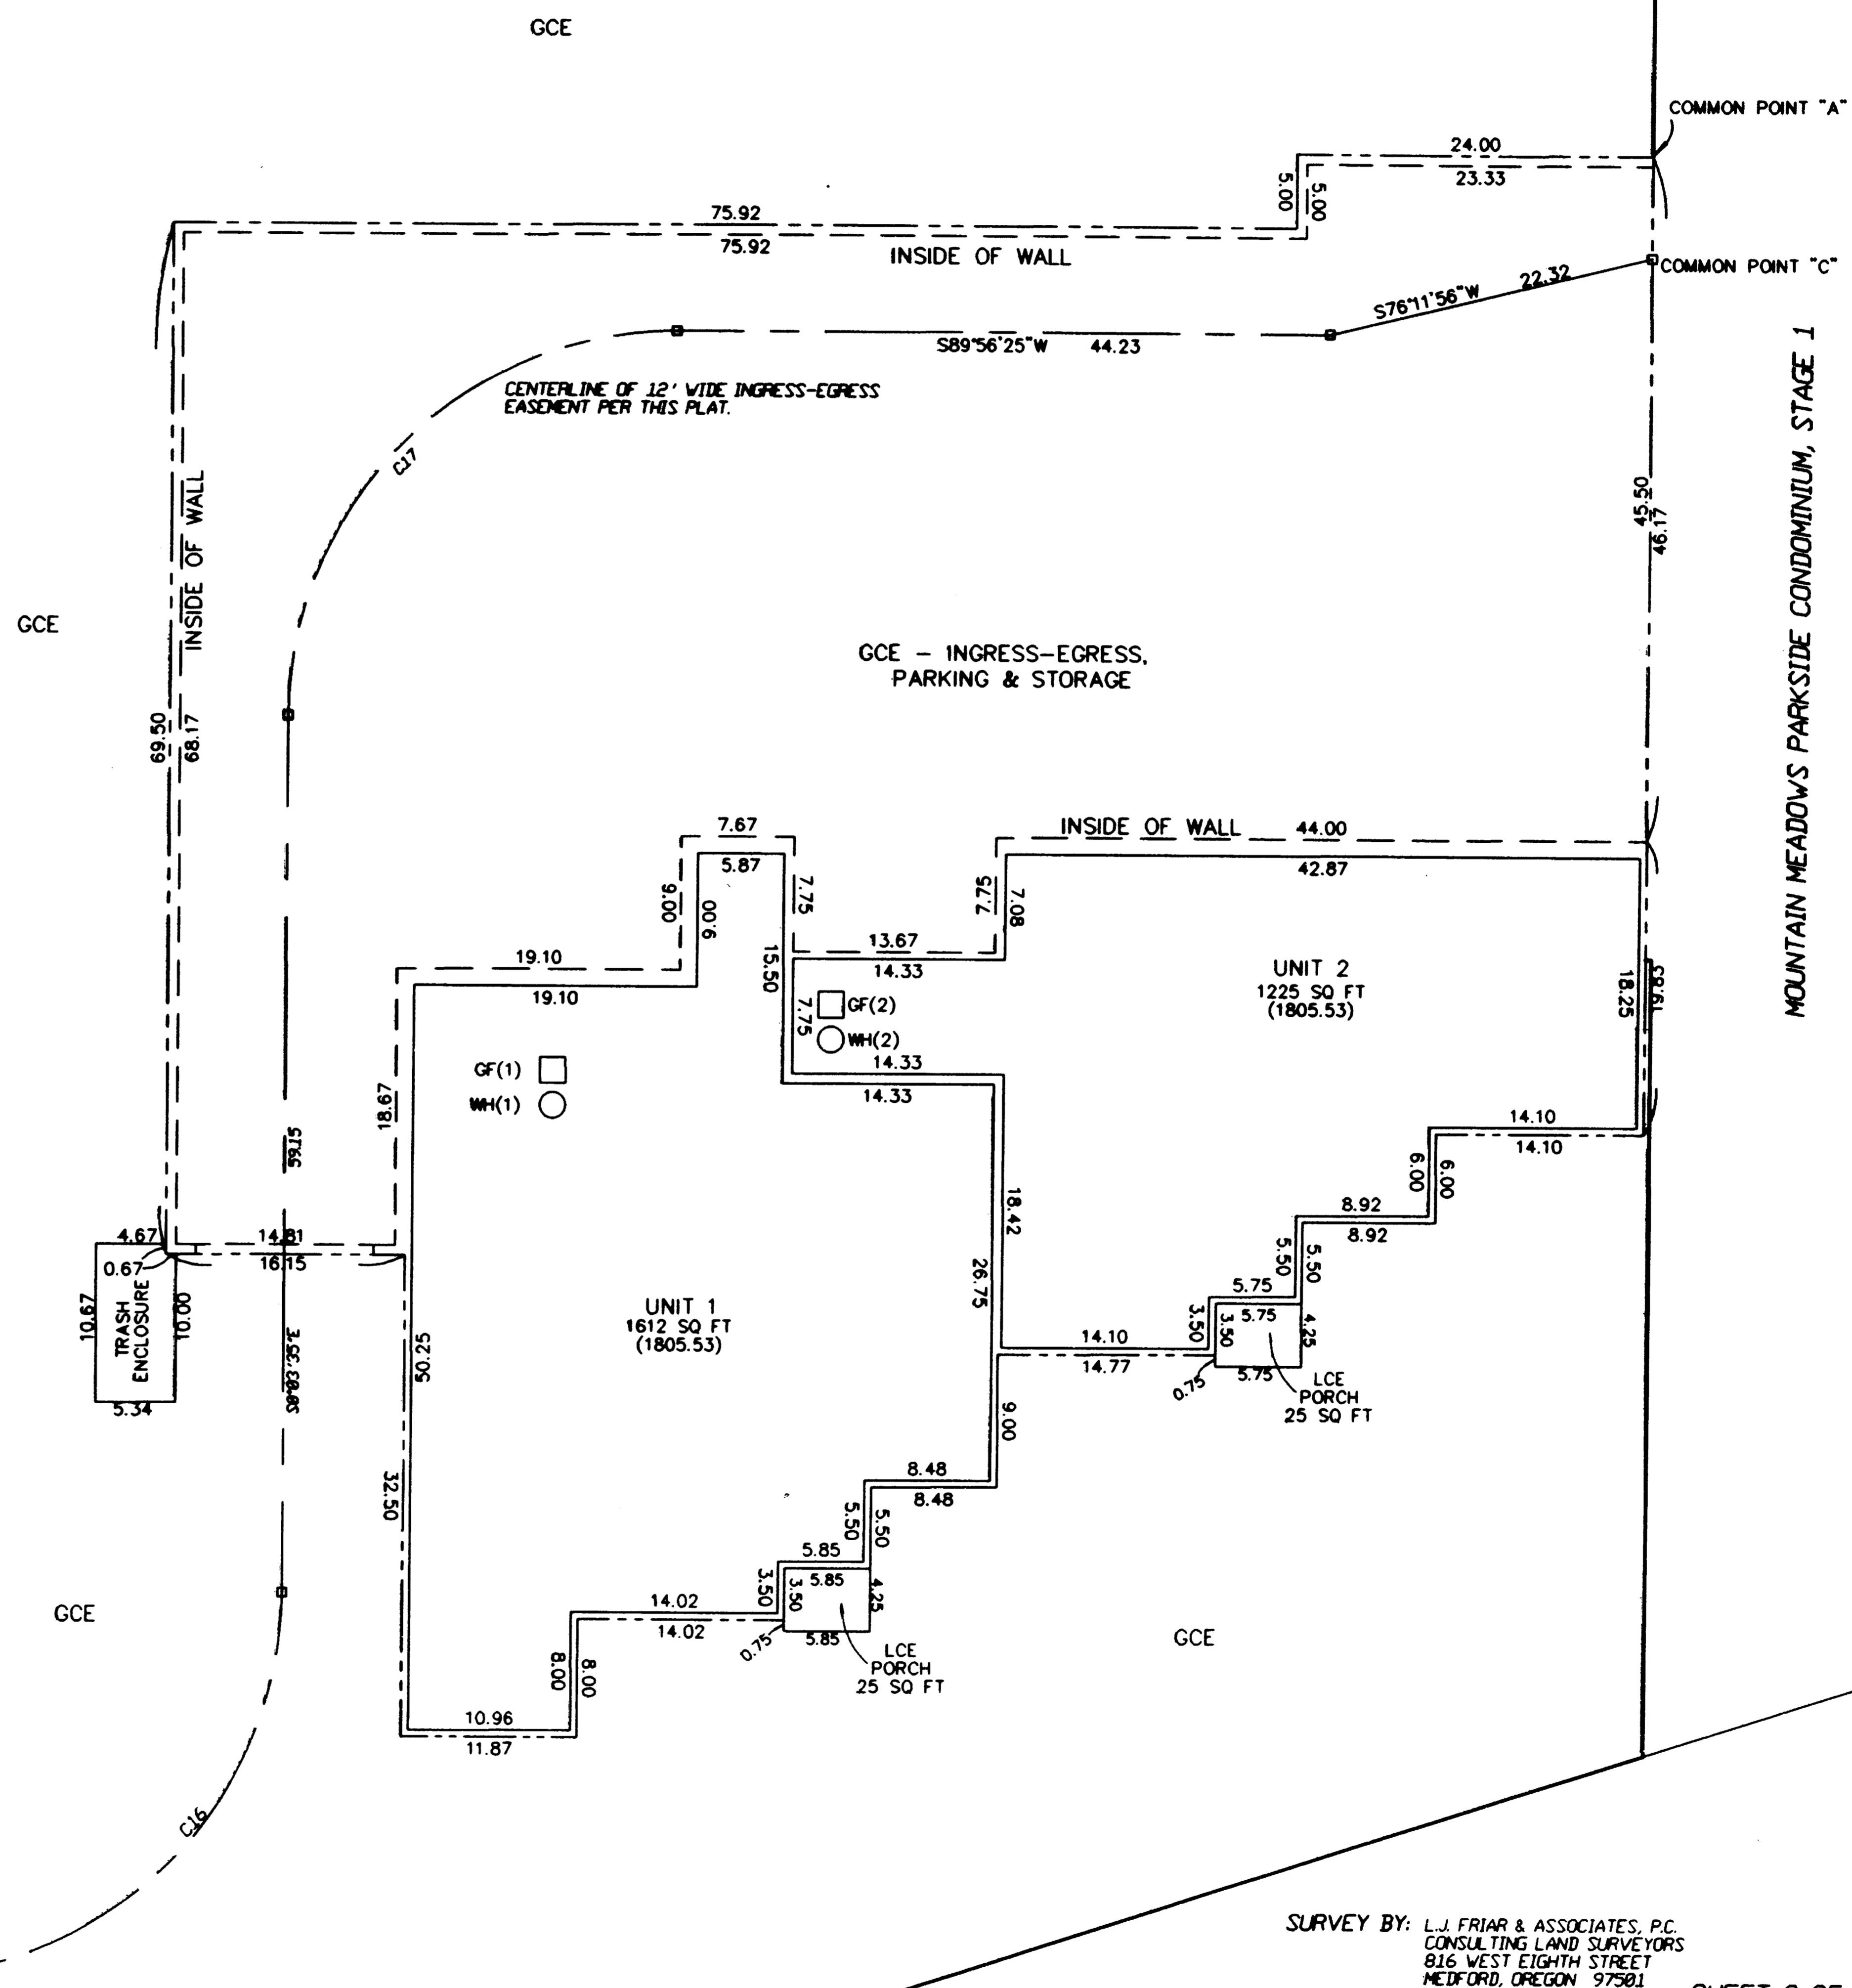 GCE
COMMON POINT "A"
24.00
23.33
5.00
5.00
75.92
75.92
INSIDE OF WALL
COMMON POINT "C"
S76°11'56"W 22.32
S89°56'25"W 44.23
CENTERLINE OF 12' WIDE INGRESS-EGRESS
EASEMENT PER THIS PLAT.
C17
INSIDE OF WALL
45.50
46.17
MOUNTAIN MEADOWS PARKSIDE CONDOMINIUM, STAGE 1
GCE
GCE – INGRESS-EGRESS,
PARKING & STORAGE
69.50
68.17
7.67
5.87
INSIDE OF WALL 44.00
42.87
9.00
9.00
7.75
7.75
7.08
15.50
13.67
14.33
19.10
19.10
UNIT 2
1225 SQ FT
(1805.53)
18.25
19.83
7.75
GF(2)
WH(2)
14.33
14.33
GF(1)
WH(1)
18.67
59.15
14.10
14.10
6.00
6.00
18.42
8.92
8.92
4.67
14.81
16.15
0.67
10.67
TRASH
ENCLOSURE
10.00
5.34
S0°03'35"E
50.25
UNIT 1
1612 SQ FT
(1805.53)
26.75
5.50
5.50
5.75
5.75
3.50
3.50
4.25
14.10
14.77
0.75
5.75
LCE
PORCH
25 SQ FT
9.00
32.50
8.48
8.48
5.50
5.50
5.85
5.85
3.50
3.50
4.25
14.02
14.02
0.75
5.85
LCE
PORCH
25 SQ FT
GCE
GCE
8.00
8.00
10.96
11.87
C16
SURVEY BY: L.J. FRIAR & ASSOCIATES, P.C.
CONSULTING LAND SURVEYORS
816 WEST EIGHTH STREET
MEDFORD, OREGON 97501